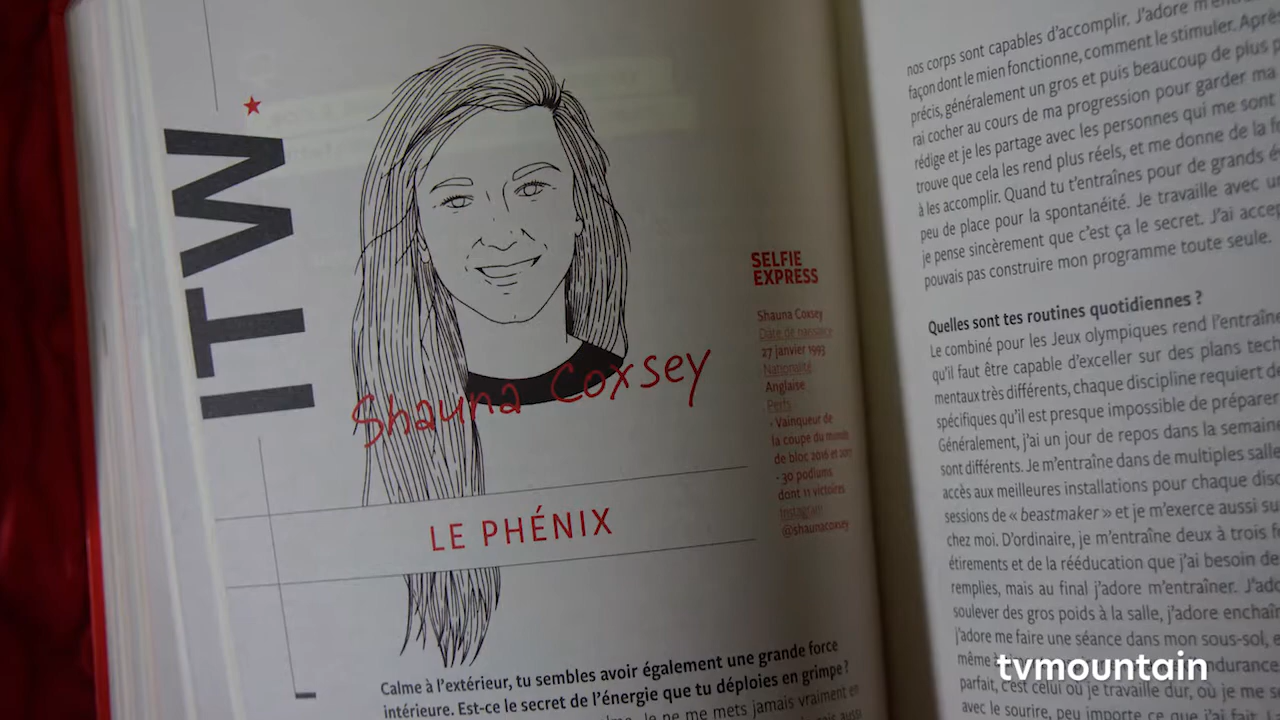 ITW
Shauna Coxsey
LE PHÉNIX
SELFIE
EXPRESS
Shauna Coxsey
Date de naissance
27 janvier 1993
Nationalité
Anglaise
Perfs
- Vainqueur de
la coupe du monde
de bloc 2016 et 2017
- 30 podiums
dont 11 victoires
Instagram
@shaunacoxsey
Calme à l'extérieur, tu sembles avoir également une grande force
intérieure. Est-ce le secret de l'énergie que tu déploies en grimpe ?
je ne me mets jamais vraiment en
nos corps sont capables d'accomplir. J'adore
façon dont le mien fonctionne, comment le stimuler. Après
précis, généralement un gros et puis beaucoup de plus
rai cocher au cours de ma progression pour garder ma
rédige et je les partage avec les personnes qui me sont
trouve que cela les rend plus réels, et me donne de la
à les accomplir. Quand tu t'entraînes pour de grands
peu de place pour la spontanéité. Je travaille avec
je pense sincèrement que c'est ça le secret. J'ai
pouvais pas construire mon programme toute seule.
Quelles sont tes routines quotidiennes ?
Le combiné pour les Jeux olympiques rend l'entraîne
qu'il faut être capable d'exceller sur des plans tech
mentaux très différents, chaque discipline requiert
spécifiques qu'il est presque impossible de préparer
Généralement, j'ai un jour de repos dans la semaine
sont différents. Je m'entraîne dans de multiples salle
accès aux meilleures installations pour chaque disc
sessions de « beastmaker » et je m'exerce aussi su
chez moi. D'ordinaire, je m'entraîne deux à trois
étirements et de la rééducation que j'ai besoin de
remplies, mais au final j'adore m'entraîner. J'ado
soulever des gros poids à la salle, j'adore enchaîn
j'adore me faire une séance dans mon sous-sol,
même
tvmountain
ndurance
parfait, c'est celui où je travaille dur, où je me
avec le sourire, peu importe ce que j'ai fait.